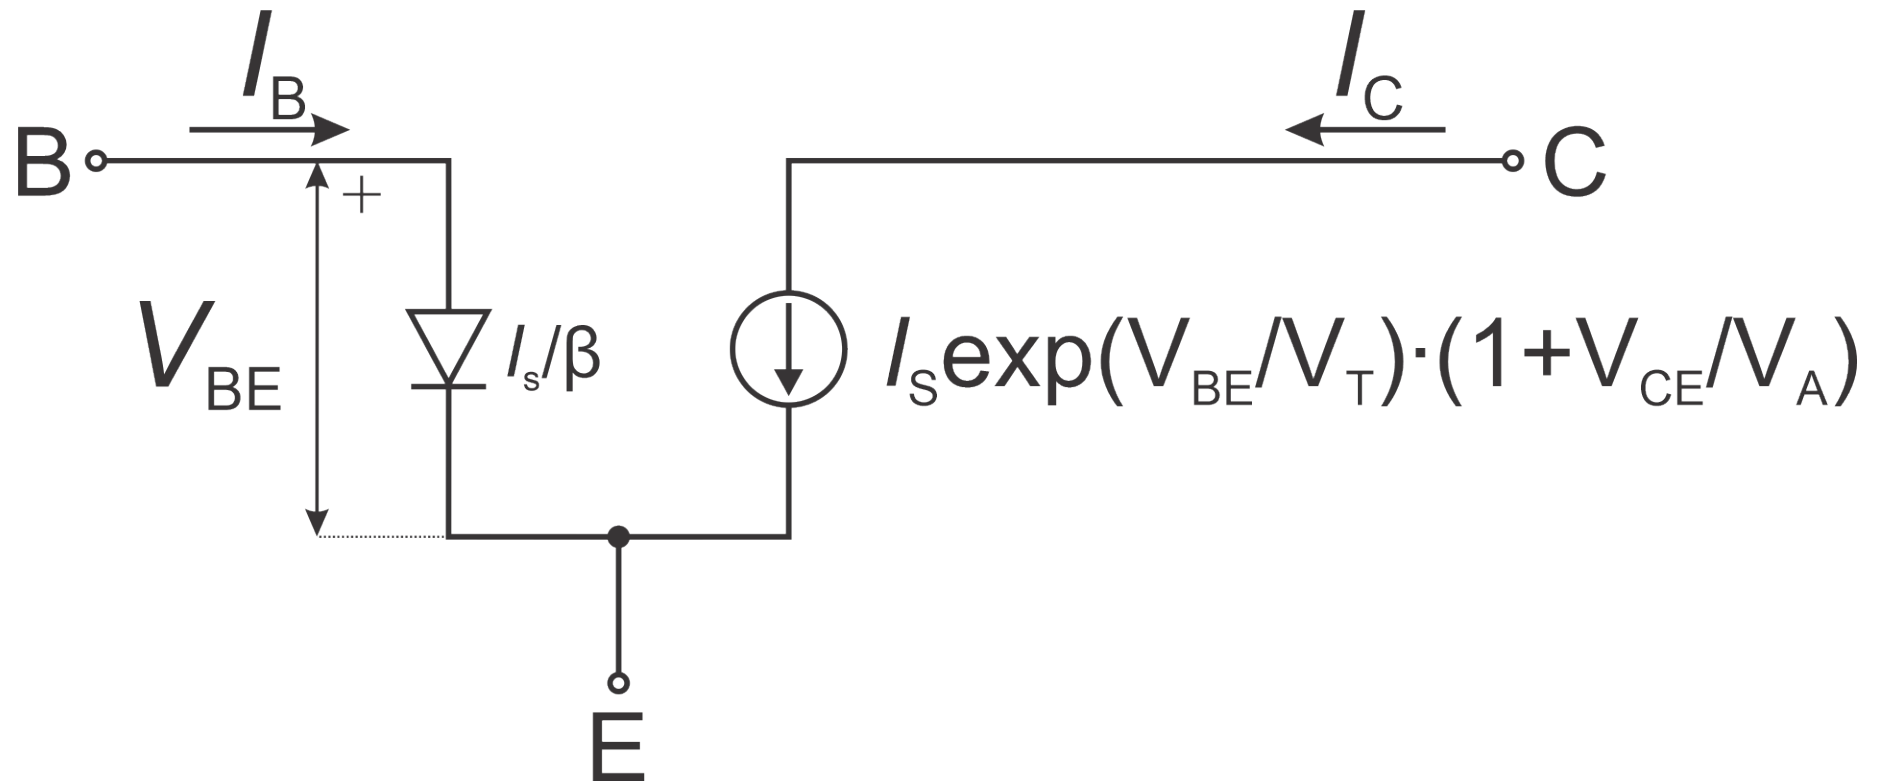 I_B
I_C
B
+
C
V_BE
I_s/β
I_S exp(V_BE/V_T)·(1+V_CE/V_A)
E